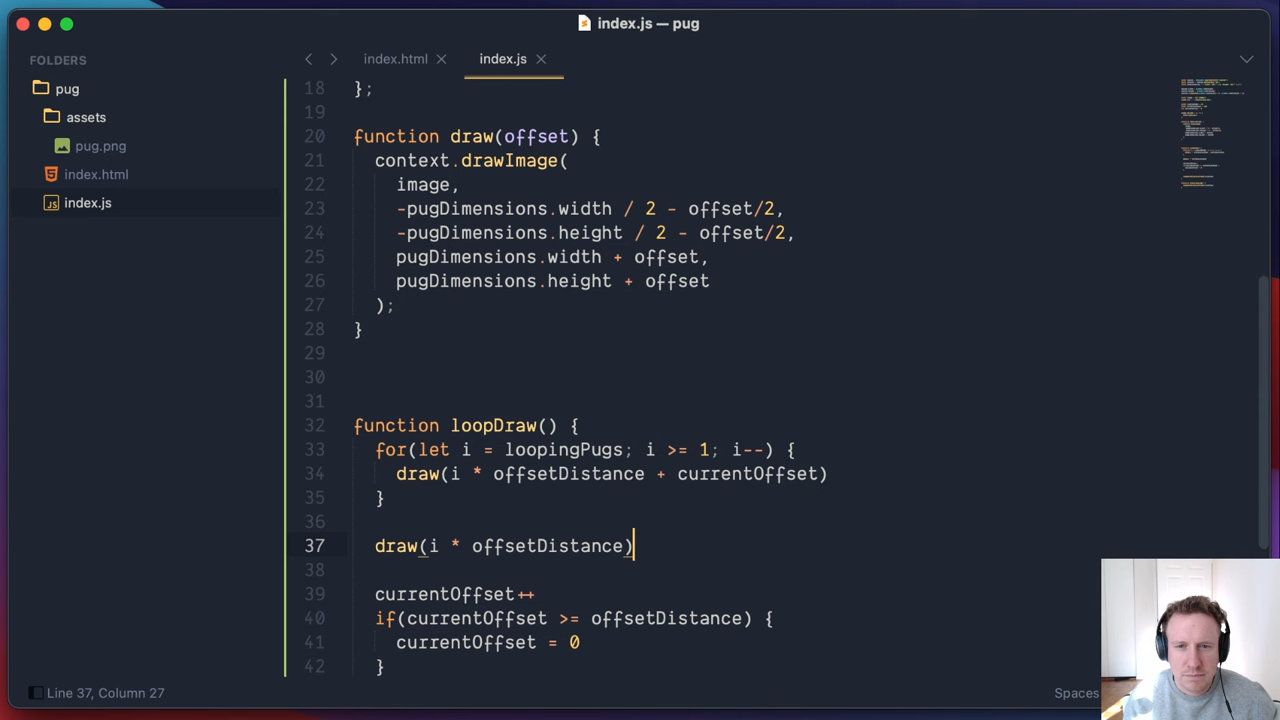 index.js — pug
FOLDERS
pug
assets
pug.png
index.html
index.js
index.html
index.js
18 };
19
20 function draw(offset) {
21 context.drawImage(
22 image,
23 -pugDimensions.width / 2 - offset/2,
24 -pugDimensions.height / 2 - offset/2,
25 pugDimensions.width + offset,
26 pugDimensions.height + offset
27 );
28 }
29
30
31
32 function loopDraw() {
33 for(let i = loopingPugs; i >= 1; i--) {
34 draw(i * offsetDistance + currentOffset)
35 }
36
37 draw(i * offsetDistance)
38
39 currentOffset++
40 if(currentOffset >= offsetDistance) {
41 currentOffset = 0
42 }
Line 37, Column 27
Spaces